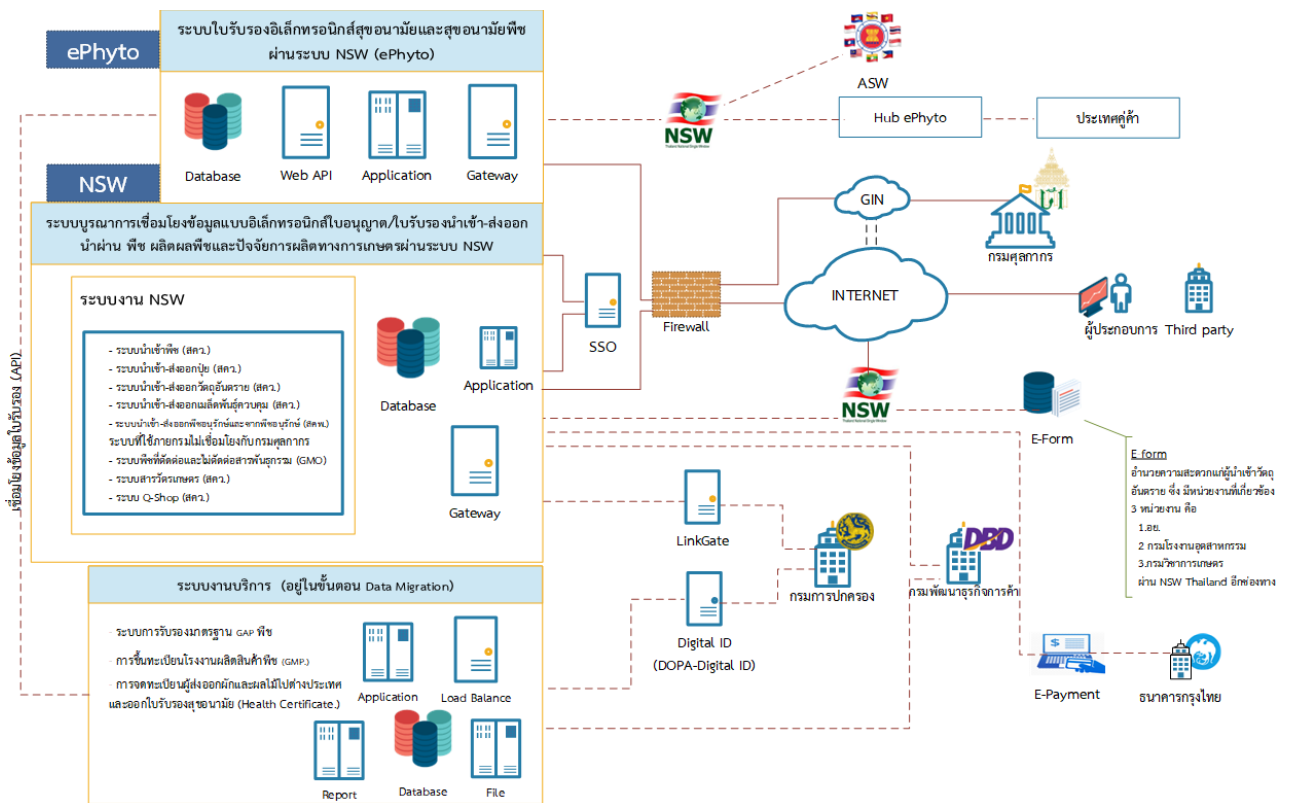 ePhyto
ระบบใบรับรองอิเล็กทรอนิกส์สุขอนามัยและสุขอนามัยพืช
ผ่านระบบ NSW (ePhyto)
Database
Web API
Application
Gateway
NSW
ASW
Hub ePhyto
ประเทศคู่ค้า
NSW
ระบบบูรณาการเชื่อมโยงข้อมูลแบบอิเล็กทรอนิกส์ใบอนุญาต/ใบรับรองนำเข้า-ส่งออก
นำผ่าน พืช ผลิตผลพืชและปัจจัยการผลิตทางการเกษตรผ่านระบบ NSW
ระบบงาน NSW
- ระบบนำเข้าพืช (สคว.)
- ระบบนำเข้า-ส่งออกปุ๋ย (สคว.)
- ระบบนำเข้า-ส่งออกวัตถุอันตราย (สคว.)
- ระบบนำเข้า-ส่งออกเมล็ดพันธุ์ควบคุม (สคว.)
- ระบบนำเข้า-ส่งออกพืชอนุรักษ์และซากพืชอนุรักษ์ (สคพ.)
ระบบที่ใช้ภายกรมไม่เชื่อมโยงกับกรมศุลกากร
- ระบบพืชที่ตัดต่อและไม่ตัดต่อสารพันธุกรรม (GMO)
- ระบบสารวัตรเกษตร (สคว.)
- ระบบ Q-Shop (สคว.)
Database
Application
Gateway
SSO
Firewall
GIN
INTERNET
กรมศุลกากร
ผู้ประกอบการ
Third party
NSW
E-Form
E form
อำนวยความสะดวกแก่ผู้นำเข้าวัตถุ
อันตราย ซึ่ง มีหน่วยงานที่เกี่ยวข้อง
3 หน่วยงาน คือ
1.อย.
2 กรมโรงงานอุตสาหกรรม
3.กรมวิชาการเกษตร
ผ่าน NSW Thailand อีกช่องทาง
LinkGate
กรมการปกครอง
DBD
กรมพัฒนาธุรกิจการค้า
Digital ID
(DOPA-Digital ID)
E-Payment
ธนาคารกรุงไทย
เชื่อมโยงข้อมูลใบรับรอง (API)
ระบบงานบริการ (อยู่ในขั้นตอน Data Migration)
- ระบบการรับรองมาตรฐาน GAP พืช
- การขึ้นทะเบียนโรงงานผลิตสินค้าพืช (GMP.)
- การจดทะเบียนผู้ส่งออกผักและผลไม้ไปต่างประเทศ
และออกใบรับรองสุขอนามัย (Health Certificate.)
Application
Load Balance
Report
Database
File